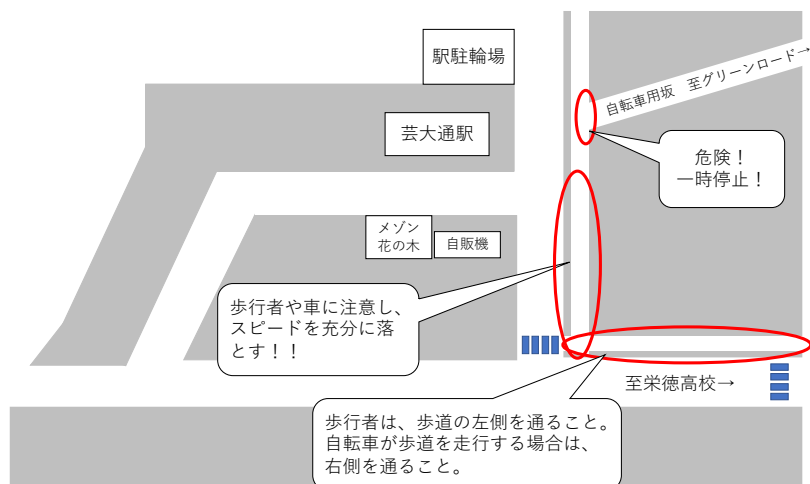 駅駐輪場
自転車用坂　至グリーンロード→
芸大通駅
危険！
一時停止！
メゾン
花の木
自販機
歩行者や車に注意し、
スピードを充分に落
とす！！
至栄徳高校→
歩行者は、歩道の左側を通ること。
自転車が歩道を走行する場合は、
右側を通ること。